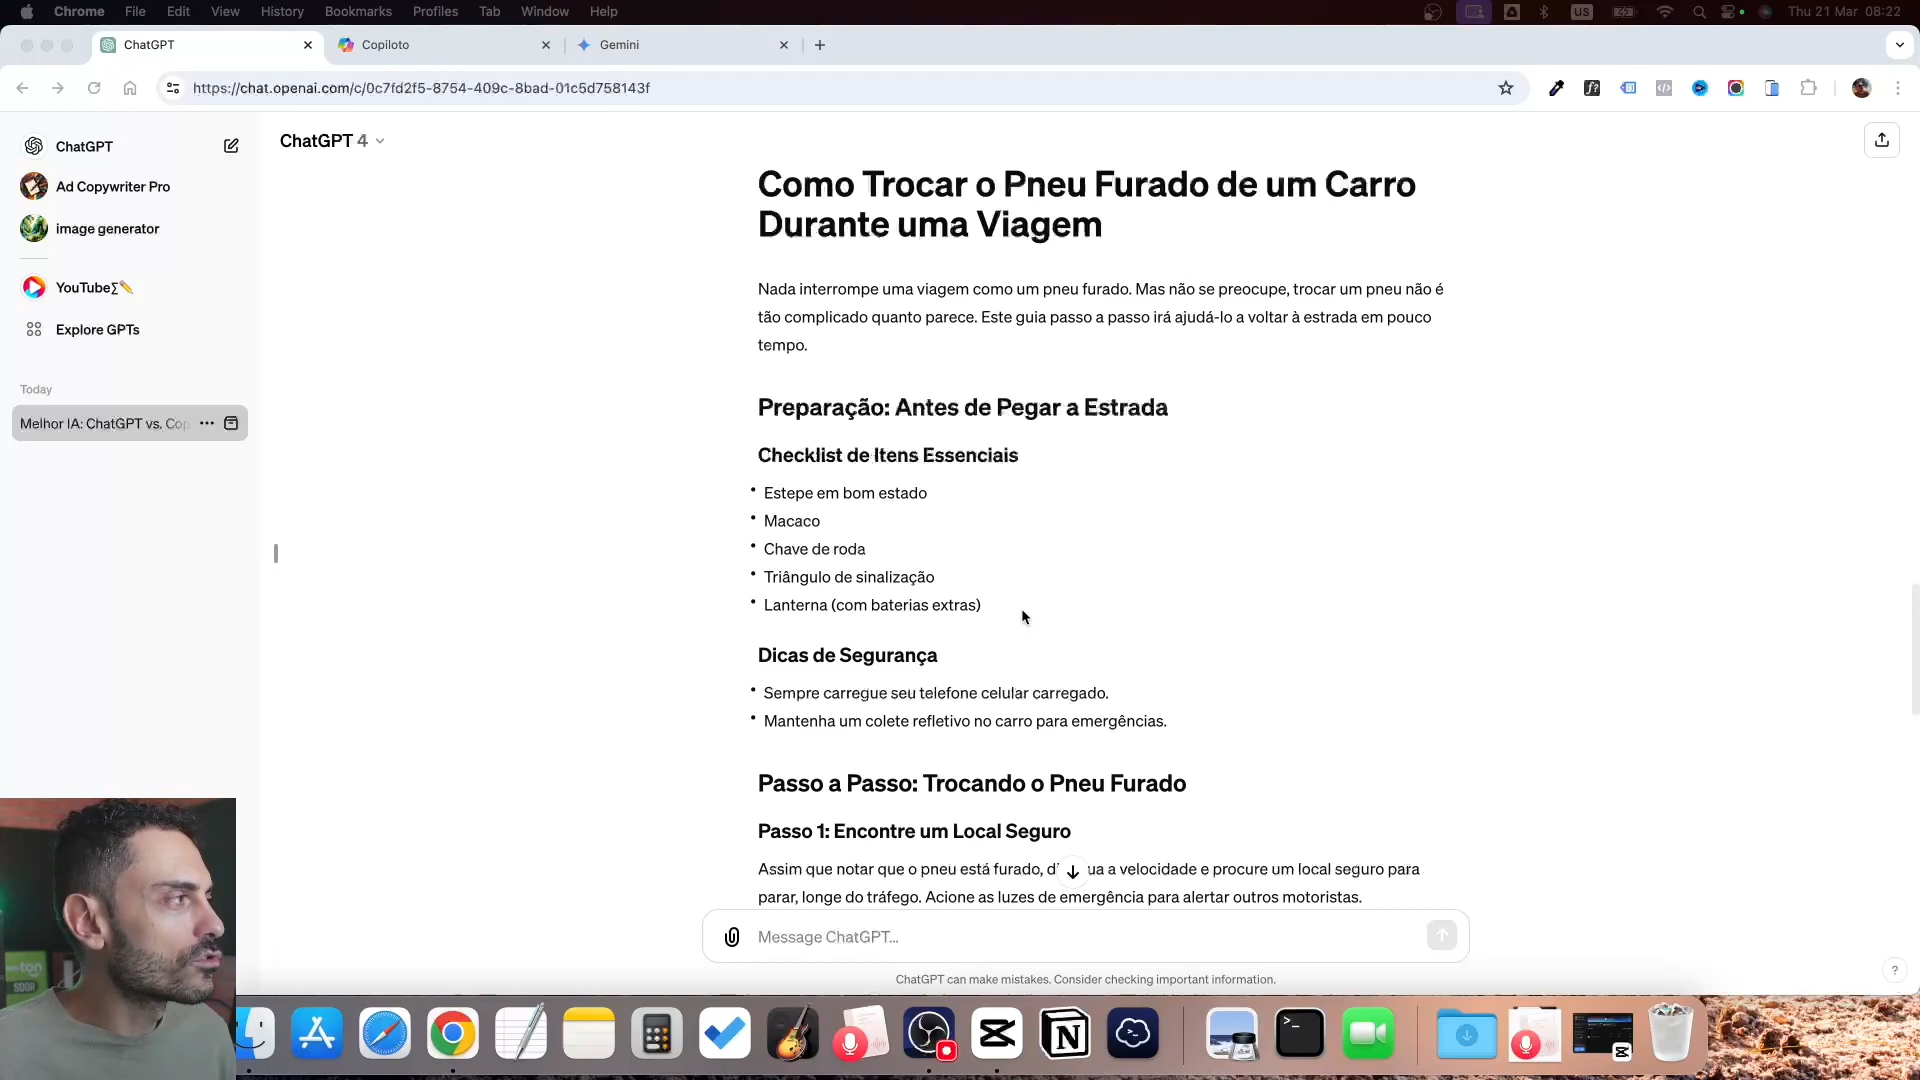 Chrome File Edit View History Bookmarks Profiles Tab Window Help US Thu 21 Mar 08:22
ChatGPT Copiloto Gemini
https://chat.openai.com/c/0c7fd2f5-8754-409c-8bad-01c5d758143f
ChatGPT
Ad Copywriter Pro
image generator
YouTube∑✏️
Explore GPTs
Today
Melhor IA: ChatGPT vs. Cop
ChatGPT 4
Como Trocar o Pneu Furado de um Carro
Durante uma Viagem
Nada interrompe uma viagem como um pneu furado. Mas não se preocupe, trocar um pneu não é
tão complicado quanto parece. Este guia passo a passo irá ajudá-lo a voltar à estrada em pouco
tempo.
Preparação: Antes de Pegar a Estrada
Checklist de Itens Essenciais
• Estepe em bom estado
• Macaco
• Chave de roda
• Triângulo de sinalização
• Lanterna (com baterias extras)
Dicas de Segurança
• Sempre carregue seu telefone celular carregado.
• Mantenha um colete refletivo no carro para emergências.
Passo a Passo: Trocando o Pneu Furado
Passo 1: Encontre um Local Seguro
Assim que notar que o pneu está furado, di ua a velocidade e procure um local seguro para
parar, longe do tráfego. Acione as luzes de emergência para alertar outros motoristas.
Message ChatGPT...
ChatGPT can make mistakes. Consider checking important information.
?